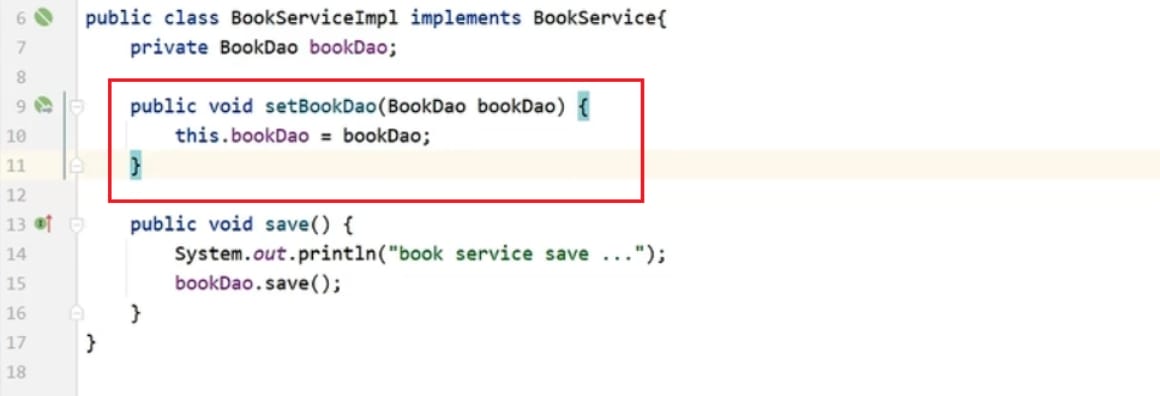 6 public class BookServiceImpl implements BookService{
7     private BookDao bookDao;
8
9     public void setBookDao(BookDao bookDao) {
10         this.bookDao = bookDao;
11     }
12
13     public void save() {
14         System.out.println("book service save ...");
15         bookDao.save();
16     }
17 }
18